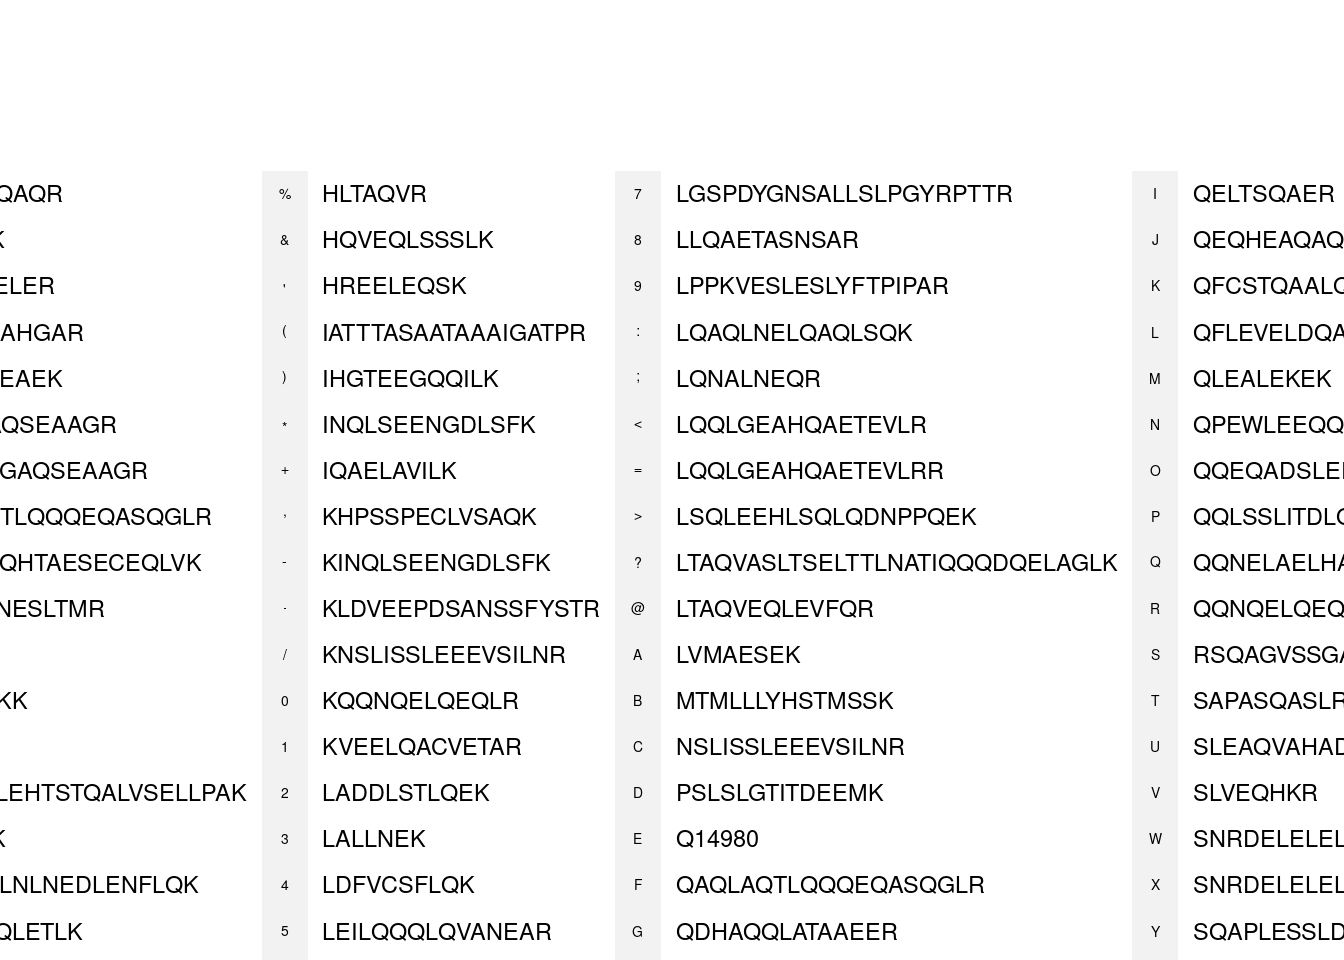 QAQR % HLTAQVR 7 LGSPDYGNSALLSLPGYRPTTR I QELTSQAER
K & HQVEQLSSSLK 8 LLQAETASNSAR J QEQHEAQAQ
ELER ' HREELEQSK 9 LPPKVESLESLYFTPIPAR K QFCSTQAALQ
AHGAR ( IATTTASAATAAAIGATPR : LQAQLNELQAQLSQK L QFLEVELDQA
EAEK ) IHGTEEGQQILK ; LQNALNEQR M QLEALEKEK
QSEAAGR * INQLSEENGDLSFK < LQQLGEAHQAETEVLR N QPEWLEEQQ
GAQSEAAGR + IQAELAVILK = LQQLGEAHQAETEVLRR O QQEQADSLE
TLQQQEQASQGLR , KHPSSPECLVSAQK > LSQLEEHLSQLQDNPPQEK P QQLSSLITDL
QHTAESECEQLVK - KINQLSEENGDLSFK ? LTAQVASLTSELTTLNATIQQQDQELAGLK Q QQNELAELHA
NESLTMR . KLDVEEPDSANSSFYSTR @ LTAQVEQLEVFQR R QQNQELQEQ
/ KNSLISSLEEEVSILNR A LVMAESEK S RSQAGVSSGA
KK 0 KQQNQELQEQLR B MTMLLLYHSTMSSK T SAPASQASLR
1 KVEELQACVETAR C NSLISSLEEEVSILNR U SLEAQVAHAD
LEHTSTQALVSELLPAK 2 LADDLSTLQEK D PSLSLGTITDEEMK V SLVEQHKR
K 3 LALLNEK E Q14980 W SNRDELELEL
LNLNEDLENFLQK 4 LDFVCSFLQK F QAQLAQTLQQQEQASQGLR X SNRDELELEL
QLETLK 5 LEILQQQLQVANEAR G QDHAQQLATAAEER Y SQAPLESSLD